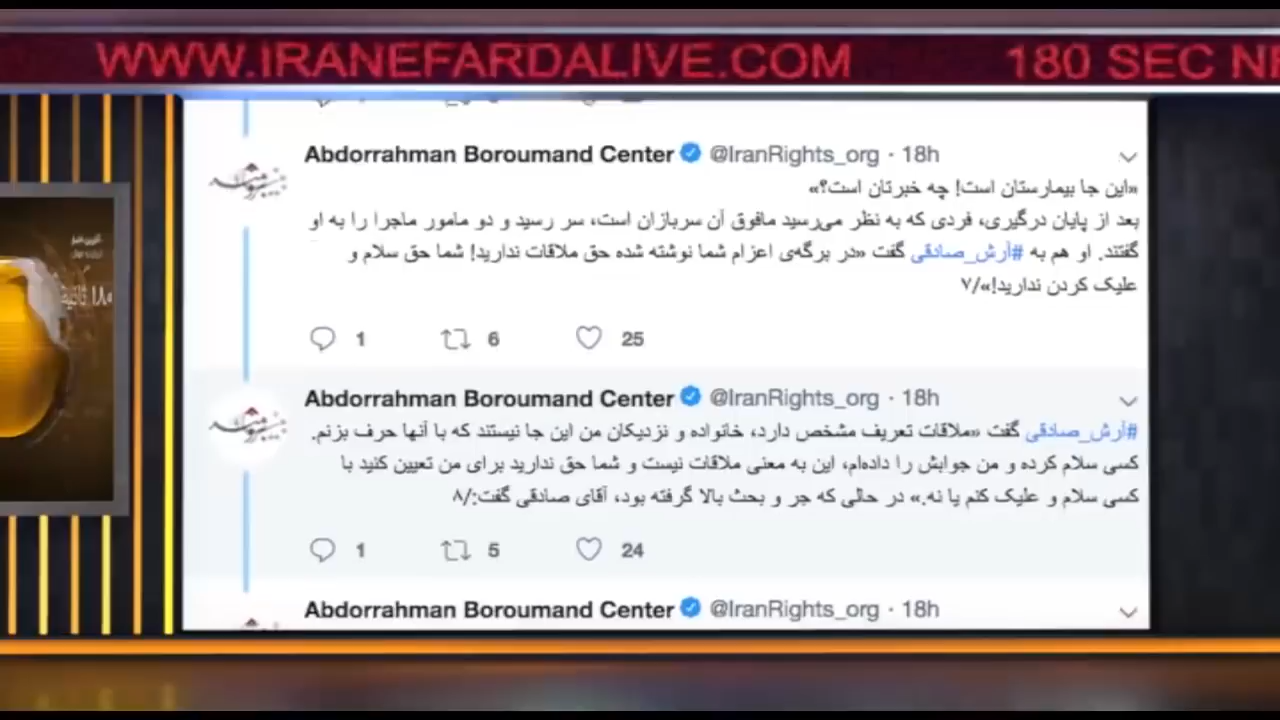 WWW.IRANEFARDALIVE.COM
180 SEC NE
Abdorrahman Boroumand Center @IranRights_org · 18h
«این جا بیمارستان است! چه خبرتان است؟»
بعد از پایان درگیری، فردی که به نظر می‌رسید مافوق آن سربازان است، سر رسید و دو مامور ماجرا را به او
گفتند. او هم به #آرش_صادقی گفت «در برگه‌ی اعزام شما نوشته شده حق ملاقات ندارید! شما حق سلام و
علیک کردن ندارید!»/۷
1 6 25
Abdorrahman Boroumand Center @IranRights_org · 18h
#آرش_صادقی گفت «ملاقات تعریف مشخص دارد، خانواده و نزدیکان من این جا نیستند که با آنها حرف بزنم.
کسی سلام کرده و من جوابش را داده‌ام، این به معنی ملاقات نیست و شما حق ندارید برای من تعیین کنید با
کسی سلام و علیک کنم یا نه.» در حالی که جر و بحث بالا گرفته بود، آقای صادقی گفت:/۸
1 5 24
Abdorrahman Boroumand Center @IranRights_org · 18h